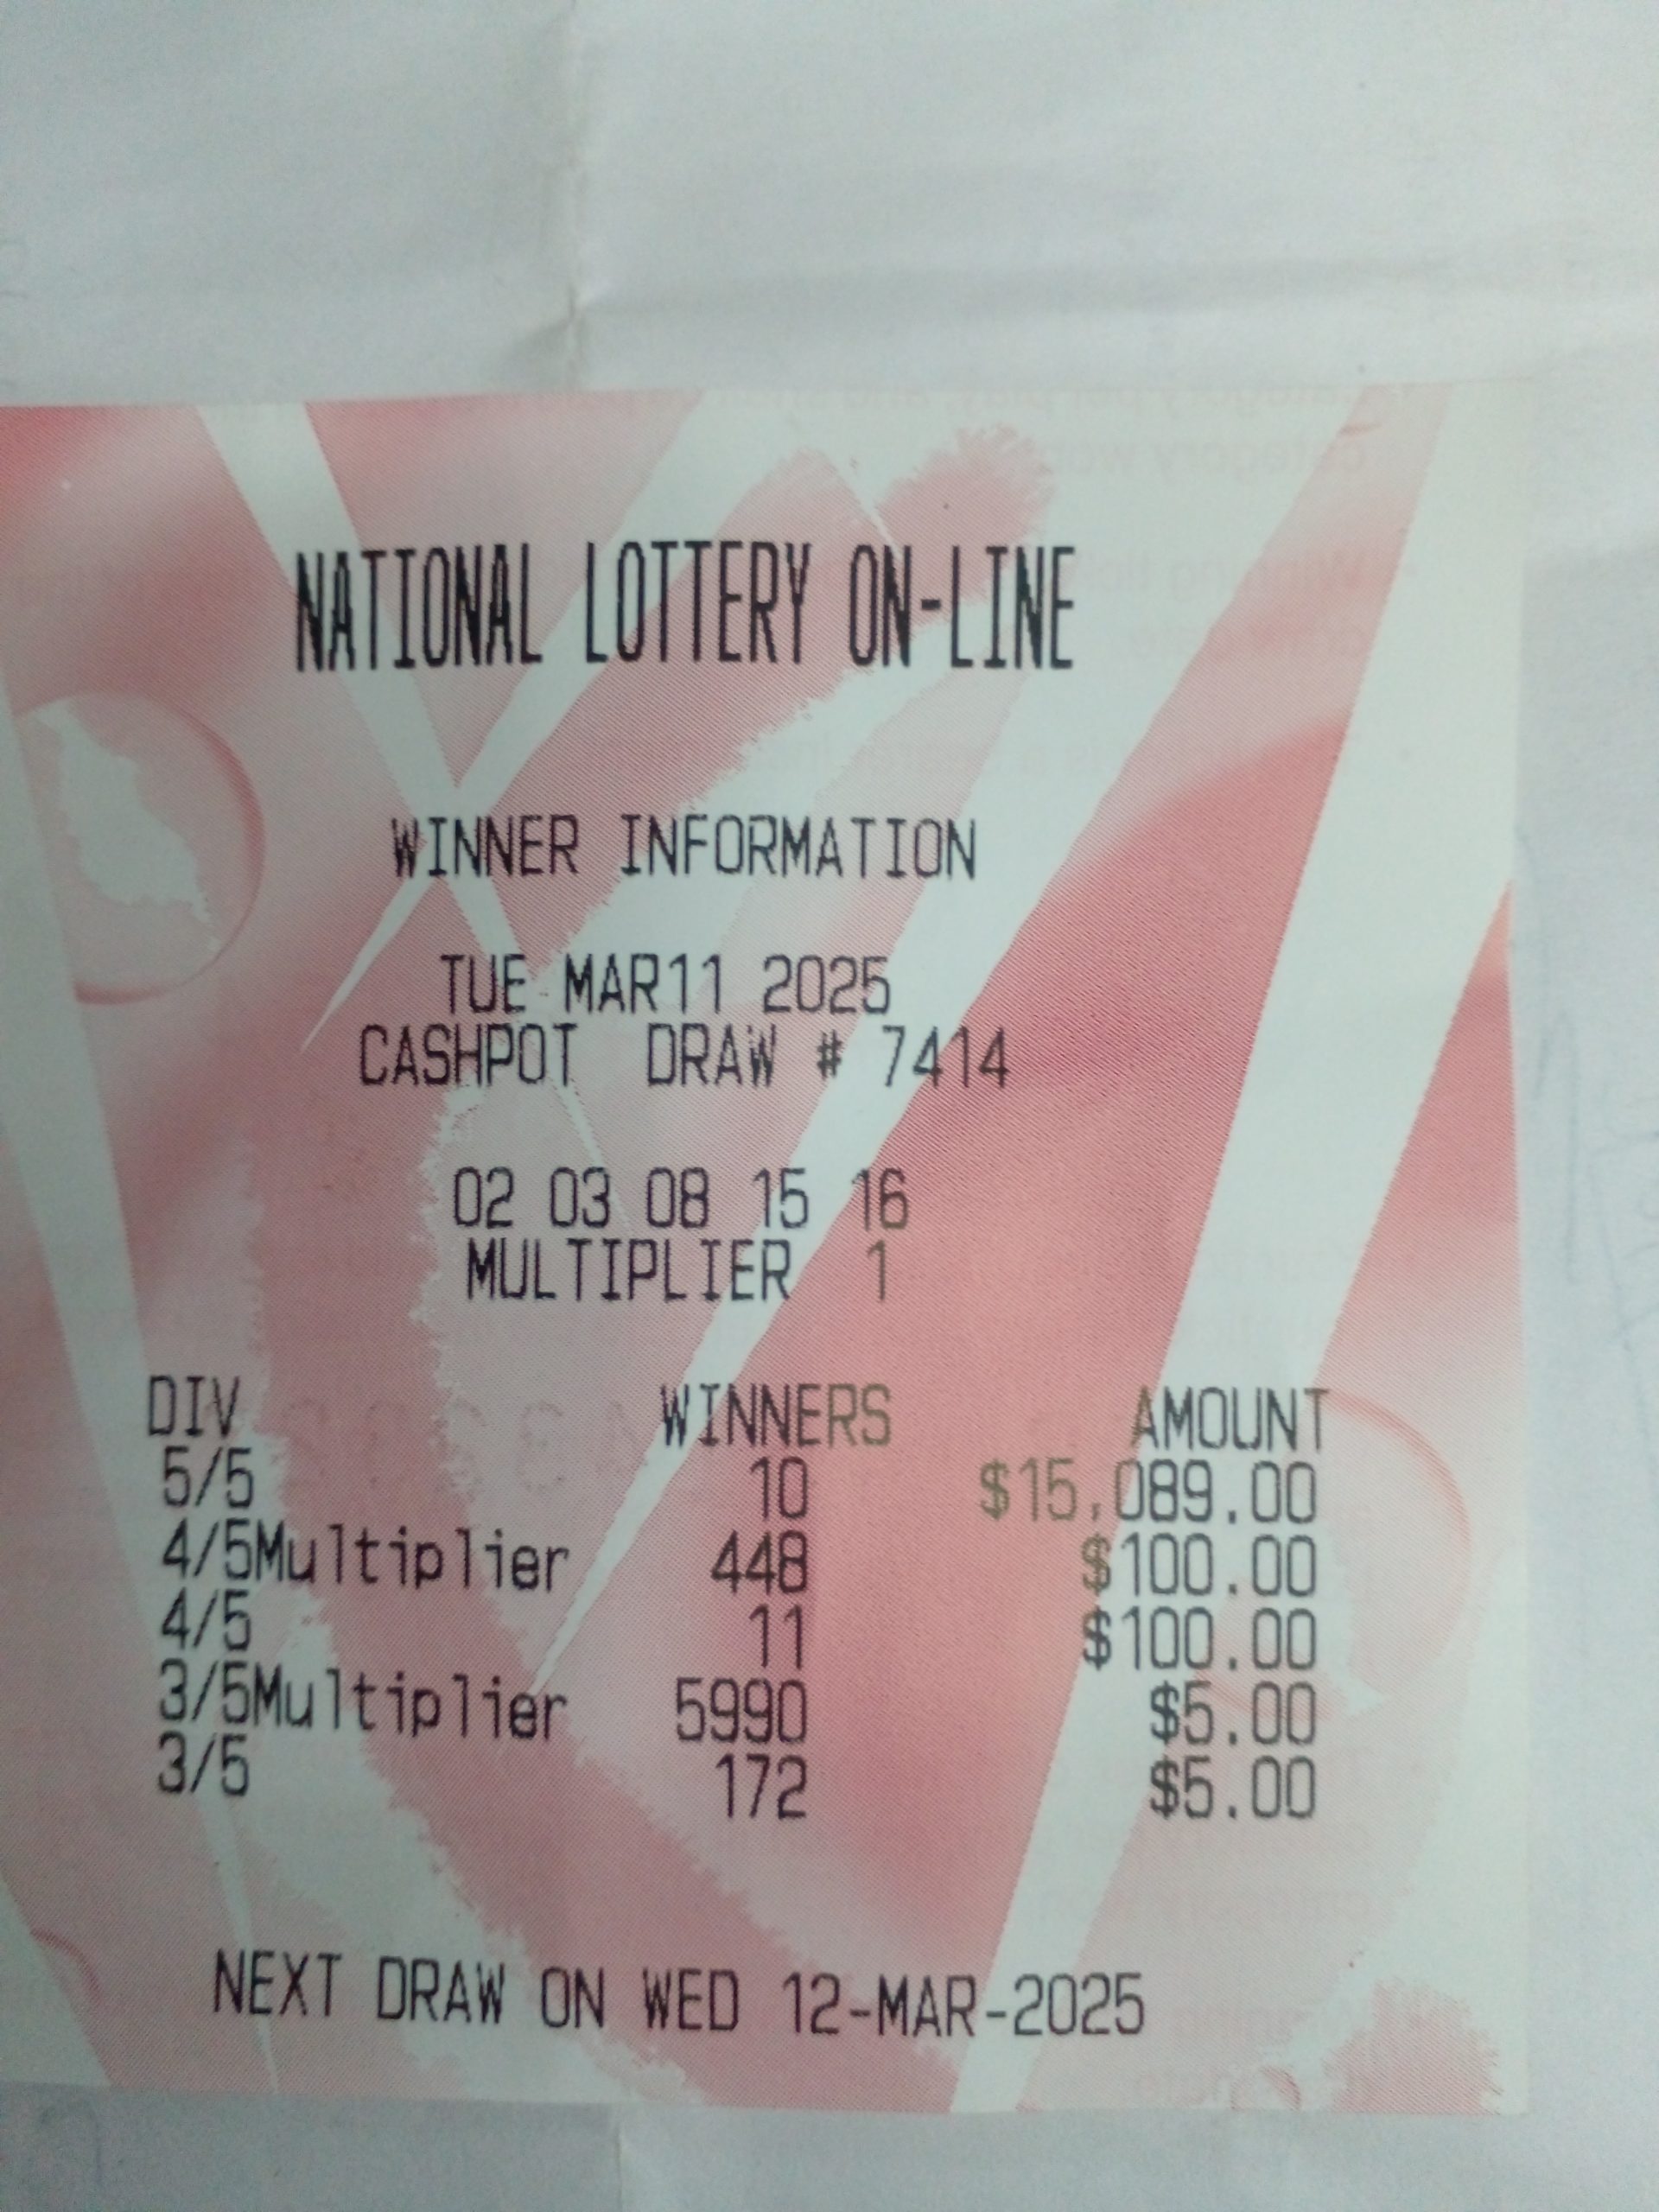 NATIONAL LOTTERY ON-LINE
WINNER INFORMATION
TUE MAR11 2025
CASHPOT DRAW # 7414
02 03 08 15 16
MULTIPLIER 1
DIV WINNERS AMOUNT
5/5 10 $15,089.00
4/5Multiplier 448 $100.00
4/5 11 $100.00
3/5Multiplier 5990 $5.00
3/5 172 $5.00
NEXT DRAW ON WED 12-MAR-2025